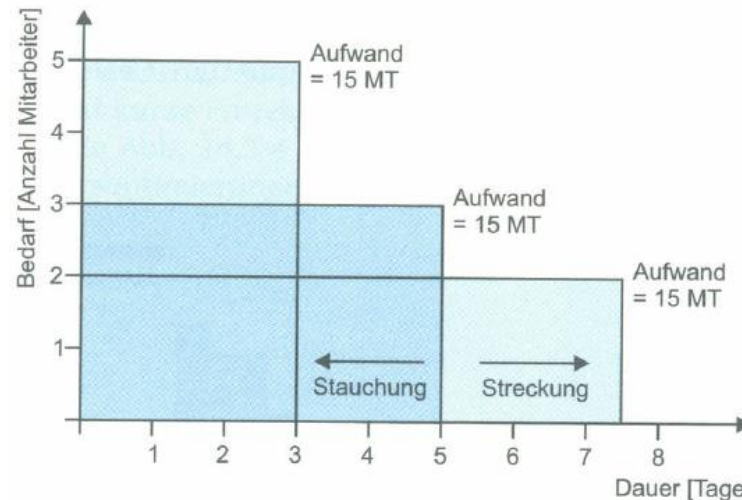 Bedarf [Anzahl Mitarbeiter]
5
4
3
2
1
Aufwand
= 15 MT
Aufwand
= 15 MT
Aufwand
= 15 MT
Stauchung
Streckung
1
2
3
4
5
6
7
8
Dauer [Tage